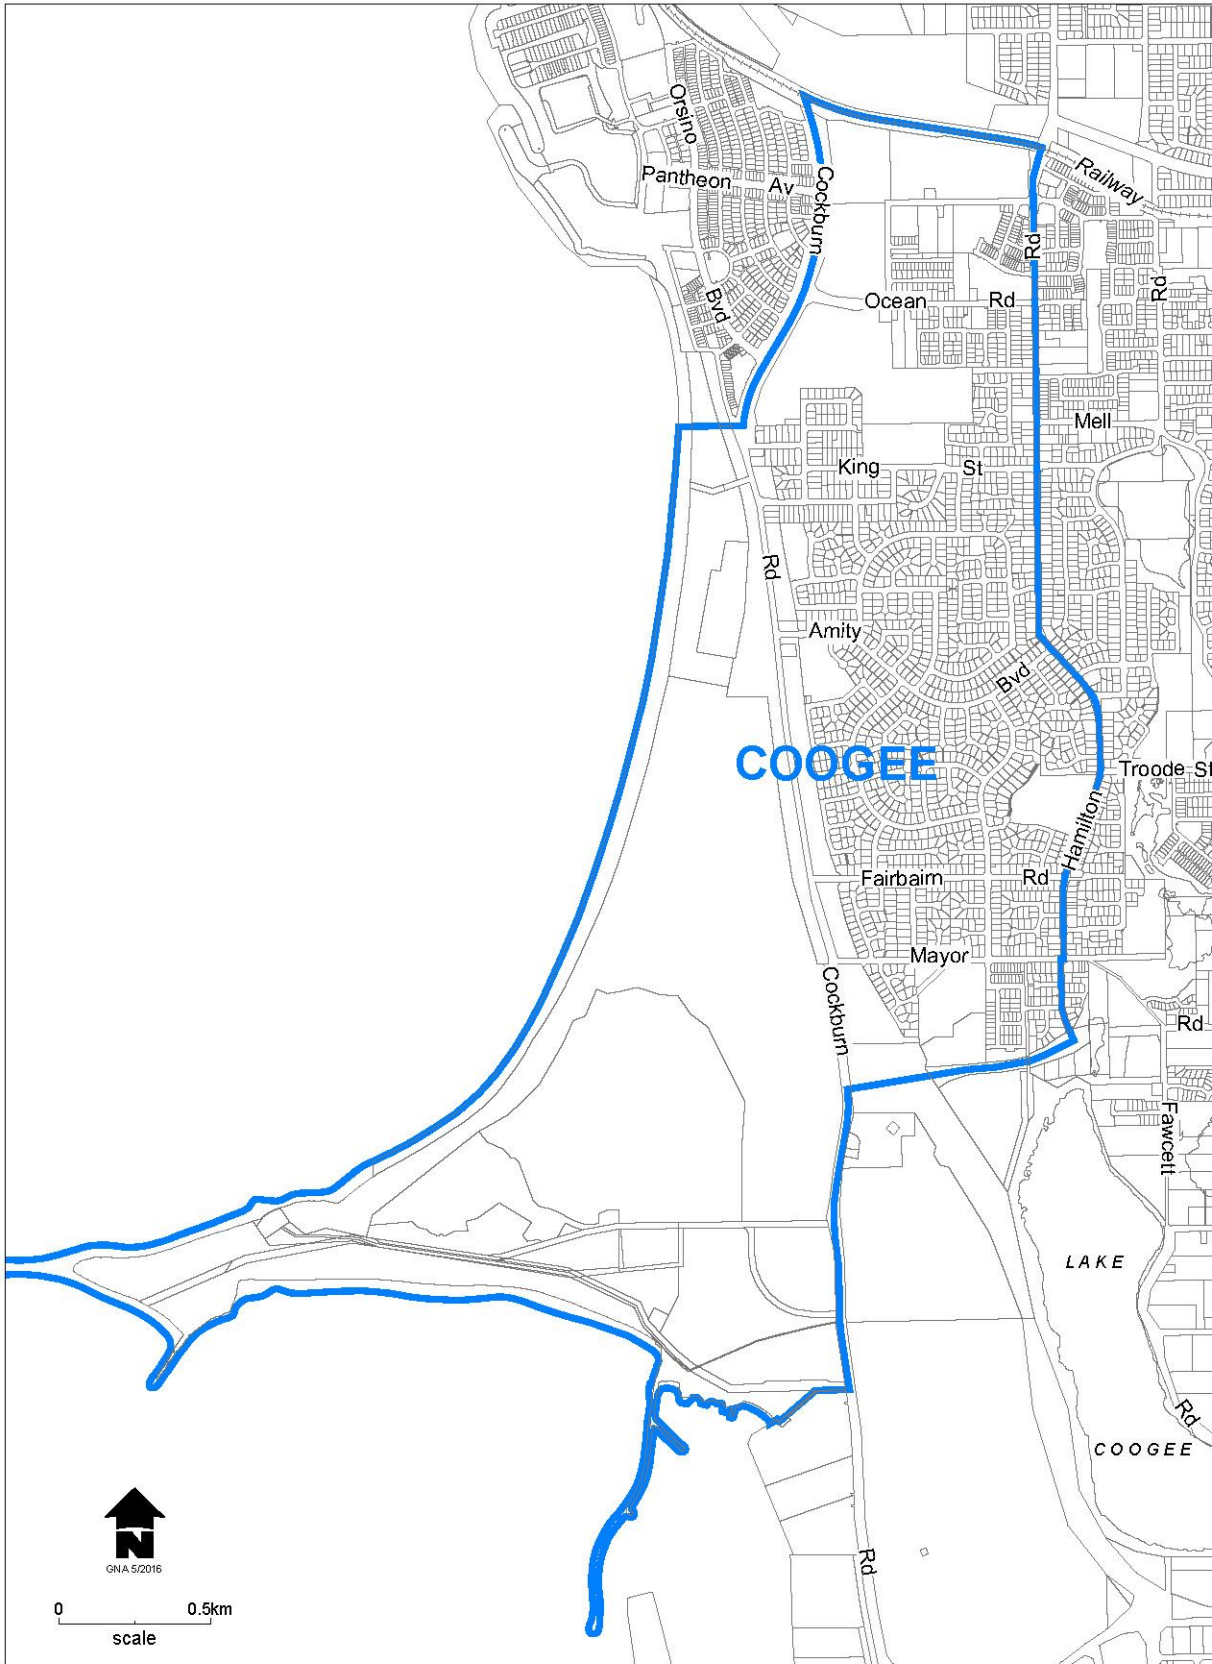 Orsino
Pantheon Av
Cockburn
Railway
Rd
Rd
Bvd
Ocean Rd
Mell
King St
Rd
Amity
Bvd
COOGEE
Troode St
Hamilton
Fairbairn Rd
Mayor
Cockburn
Rd
Fawcett
LAKE
Rd
COOGEE
N
GNA 5/2016
Rd
0 0.5km
scale